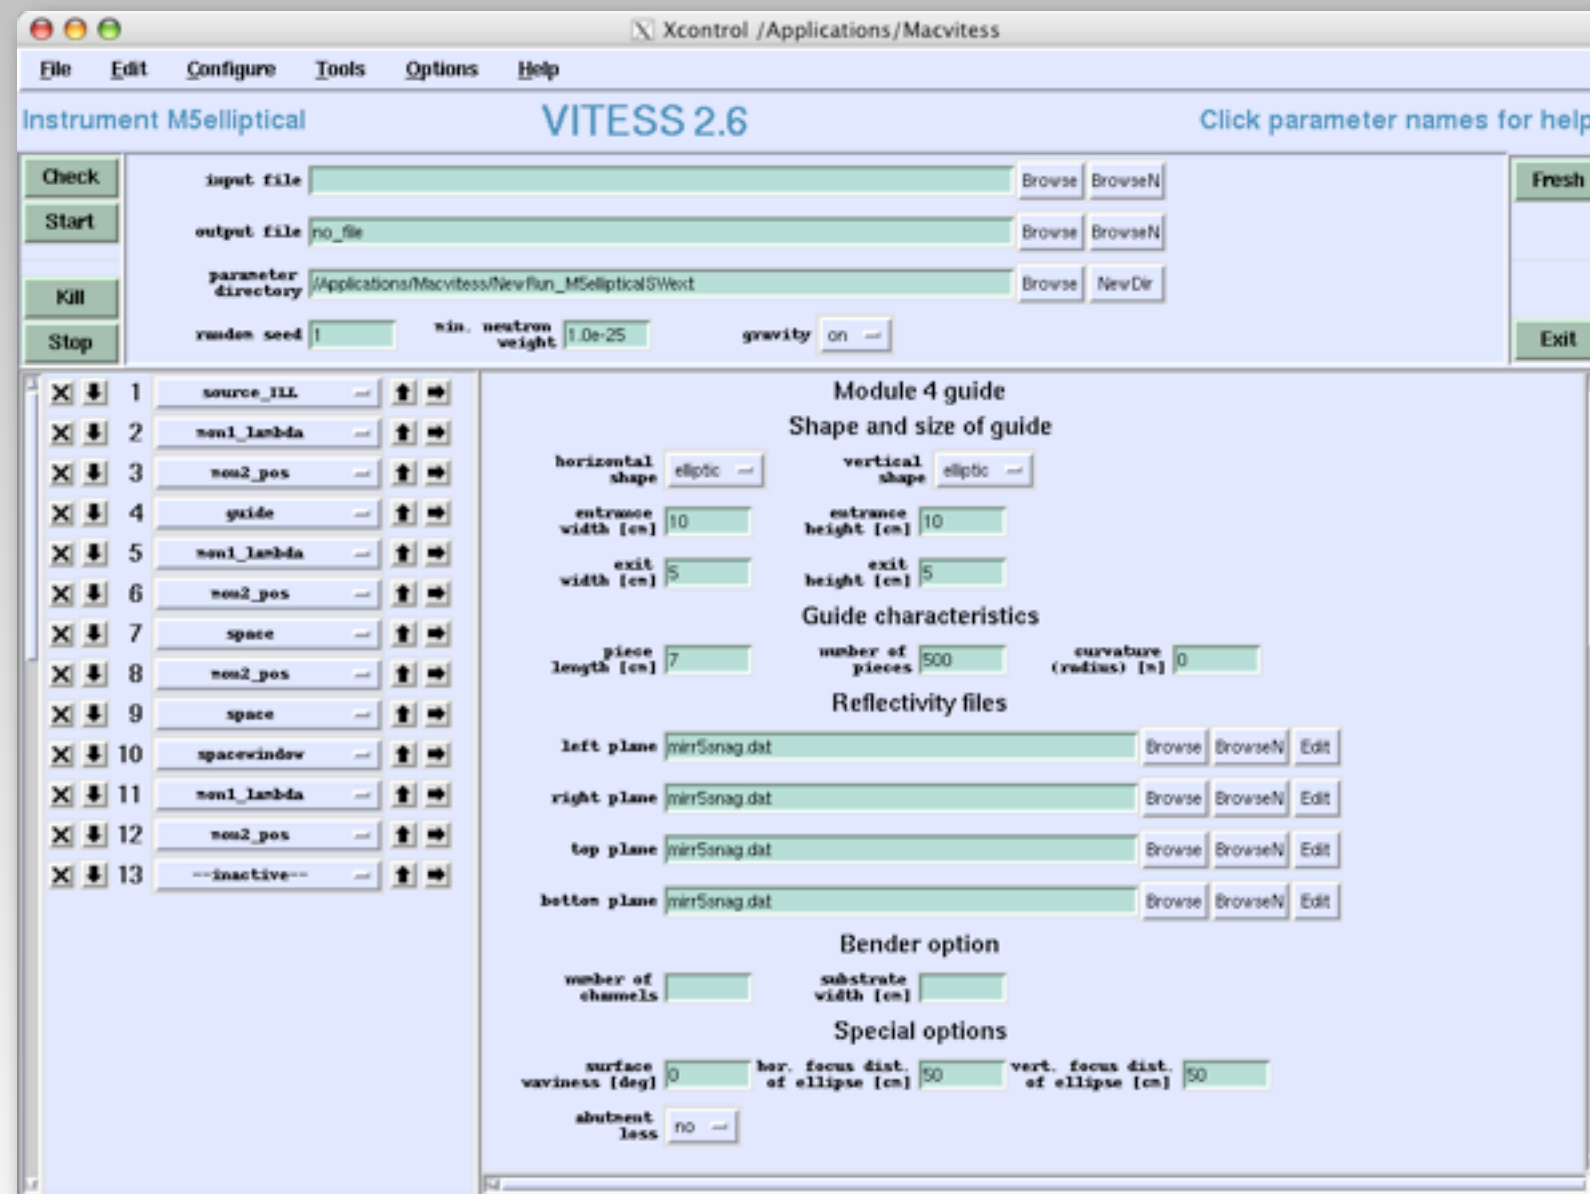 Xcontrol /Applications/Macvitess
File Edit Configure Tools Options Help
Instrument M5elliptical VITESS 2.6 Click parameter names for help
Check input file Browse BrowseN Fresh
Start output file no_file Browse BrowseN
Kill parameter directory /Applications/Macvitess/NewRun_M5ellipticalSWext Browse NewDir
Stop random seed 1 min. neutron weight 1.0e-25 gravity on Exit
1 source_ILL
2 mon1_lambda
3 mon2_pos
4 guide
5 mon1_lambda
6 mon2_pos
7 space
8 mon2_pos
9 space
10 spacewindow
11 mon1_lambda
12 mon2_pos
13 --inactive--
Module 4 guide
Shape and size of guide
horizontal shape elliptic vertical shape elliptic
entrance width [cm] 10 entrance height [cm] 10
exit width [cm] 5 exit height [cm] 5
Guide characteristics
piece length [cm] 7 number of pieces 500 curvature (radius) [m] 0
Reflectivity files
left plane mirr5snag.dat Browse BrowseN Edit
right plane mirr5snag.dat Browse BrowseN Edit
top plane mirr5snag.dat Browse BrowseN Edit
bottom plane mirr5snag.dat Browse BrowseN Edit
Bender option
number of channels substrate width [cm]
Special options
surface waviness [deg] 0 hor. focus dist. of ellipse [cm] 50 vert. focus dist. of ellipse [cm] 50
abutment loss no